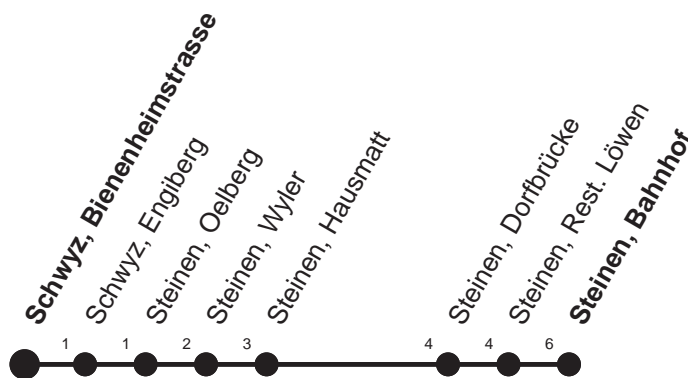 Schwyz, Bienenheimstrasse
Schwyz, Engiberg
Steinen, Oelberg
Steinen, Wyler
Steinen, Hausmatt
Steinen, Dorfbrücke
Steinen, Rest. Löwen
Steinen, Bahnhof
1 1 2 3 4 4 6